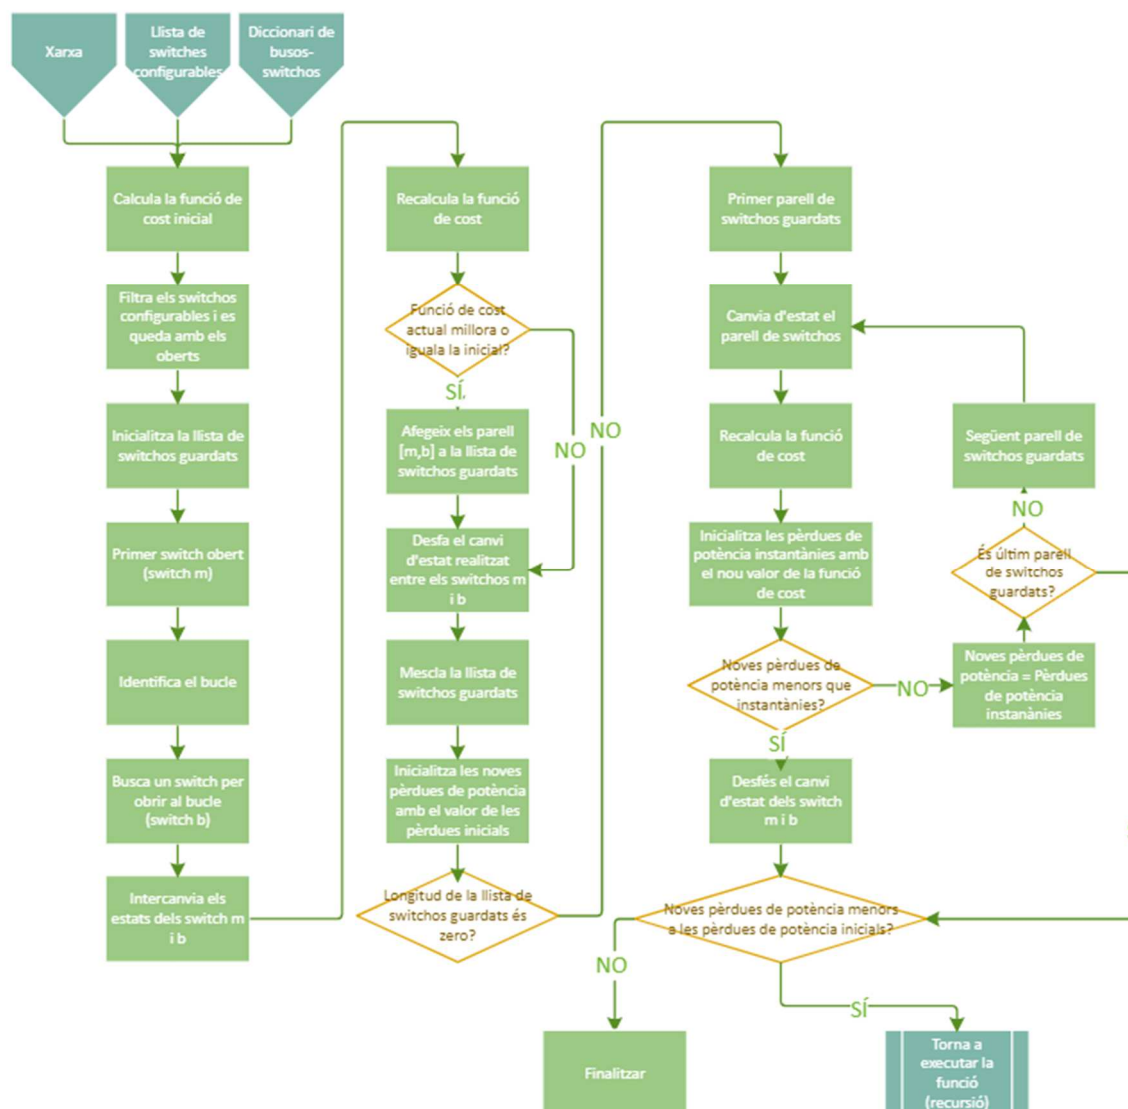 Xarxa
Llista de
switches
configurables
Diccionari de
busos-
switchos
Calcula la funció de
cost inicial
Filtra els switchos
configurables i es
queda amb els
oberts
Inicialitza la llista de
switchos guardats
Primer switch obert
(switch m)
Identifica el bucle
Busca un switch per
obrir al bucle
(switch b)
Intercanvia els
estats dels switch m
i b
Recalcula la funció
de cost
Funció de cost
actual millora o
iguala la inicial?
SÍ
NO
Afegeix els parell
[m,b] a la llista de
switchos guardats
Desfa el canvi
d'estat realitzat
entre els switchos m
i b
Mescla la llista de
switchos guardats
Inicialitza les noves
pèrdues de potència
amb el valor de les
pèrdues inicials
Longitud de la llista de
switchos guardats és
zero?
NO
Primer parell de
switchos guardats
Canvia d'estat el
parell de switchos
Recalcula la funció
de cost
Inicialitza les pèrdues de
potència instantànies amb
el nou valor de la funció
de cost
Noves pèrdues de
potència menors que
instantànies?
NO
SÍ
Desfés el canvi
d'estat dels switch
m i b
Noves pèrdues de potència menors
a les pèrdues de potència inicials?
NO
SÍ
Finalitzar
Torna a
executar la
funció
(recursió)
Següent parell de
switchos guardats
NO
És últim parell
de switchos
guardats?
Noves pèrdues de
potència = Pèrdues
de potència
instanànies